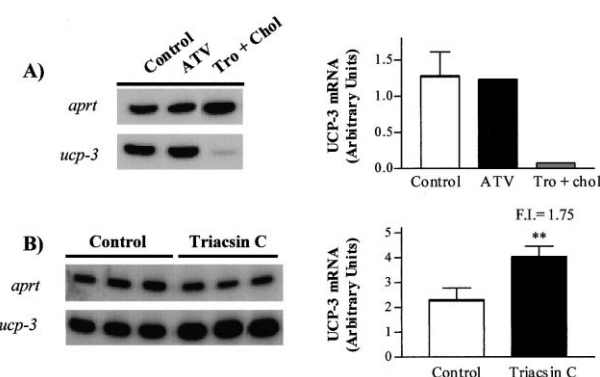 A)
Control
ATV
Tro + Chol
aprt
ucp-3
UCP-3 mRNA
(Arbitrary Units)
1.5
1.0
0.5
0.0
Control ATV Tro + chol
B)
Control Triacsin C
aprt
ucp-3
UCP-3 mRNA
(Arbitrary Units)
F.I.= 1.75
**
5
4
3
2
1
0
Control Triacsin C